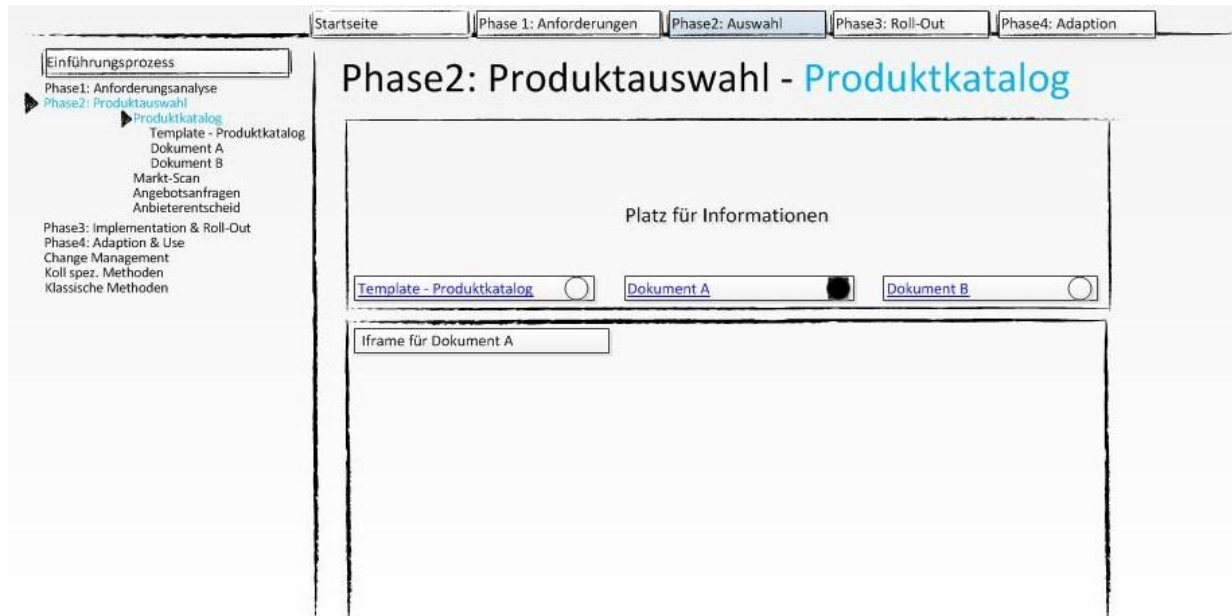 Startseite
Phase 1: Anforderungen
Phase2: Auswahl
Phase3: Roll-Out
Phase4: Adaption
Einführungsprozess
Phase1: Anforderungsanalyse
Phase2: Produktauswahl
Produktkatalog
Template - Produktkatalog
Dokument A
Dokument B
Markt-Scan
Angebotsanfragen
Anbieterentscheid
Phase3: Implementation & Roll-Out
Phase4: Adaption & Use
Change Management
Koll spez. Methoden
Klassische Methoden
Phase2: Produktauswahl - Produktkatalog
Platz für Informationen
Template - Produktkatalog
Dokument A
Dokument B
Iframe für Dokument A